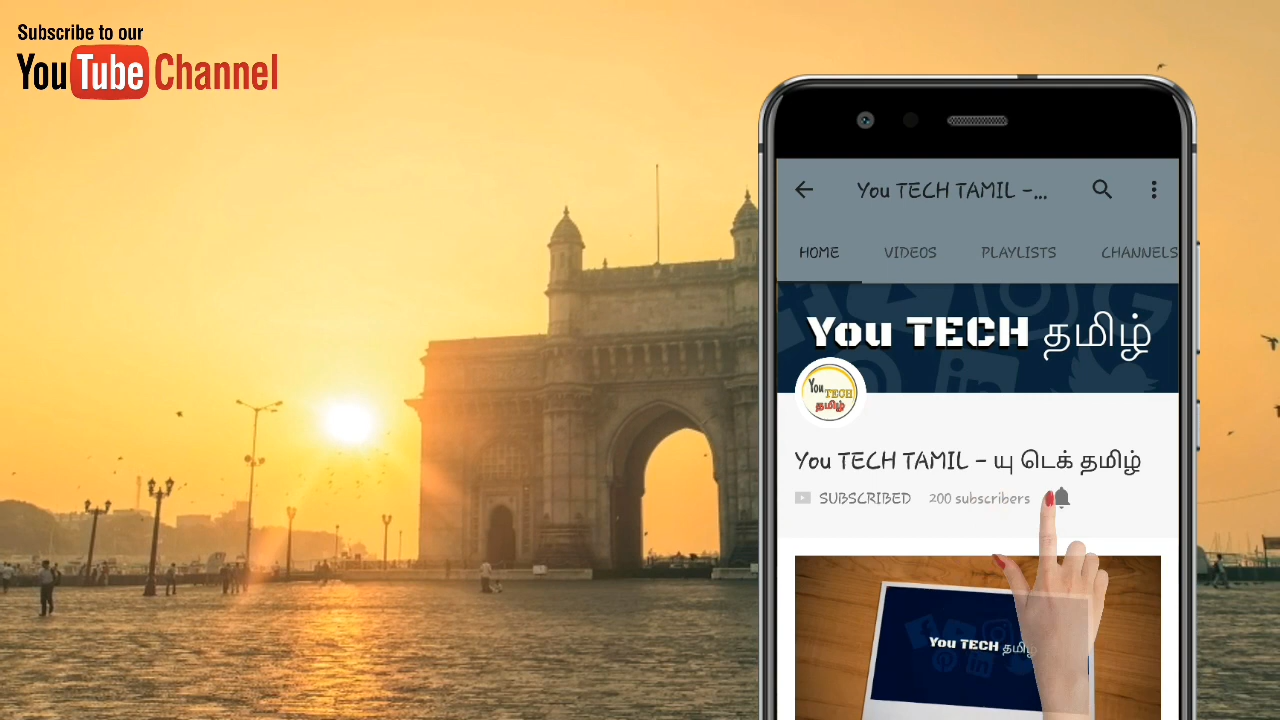 Subscribe to our
YouTube Channel
You TECH TAMIL -...
HOME VIDEOS PLAYLISTS CHANNELS
You TECH தமிழ்
You TECH
தமிழ்
You TECH TAMIL - யு டெக் தமிழ்
SUBSCRIBED 200 subscribers
You TECH தமிழ்